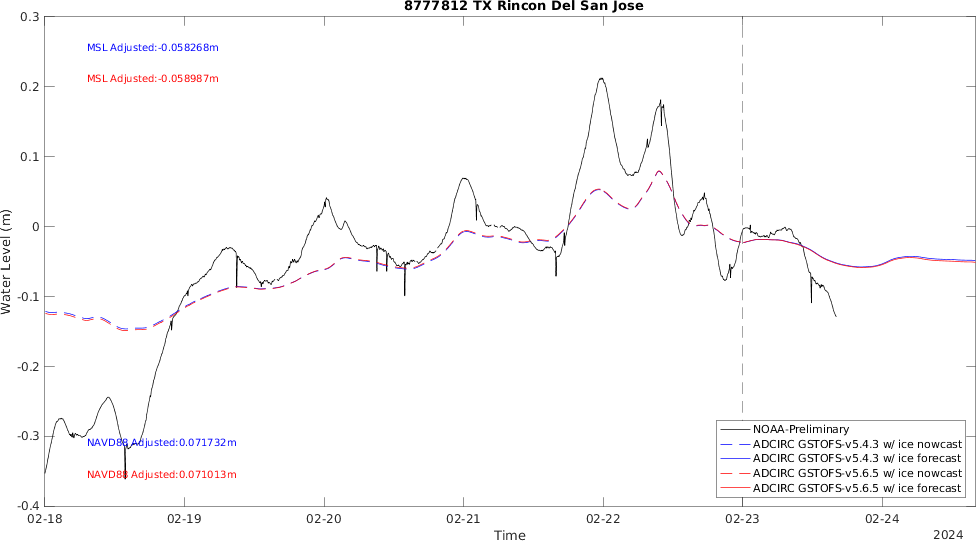 8777812 TX Rincon Del San Jose
0.3
0.2
0.1
0
-0.1
-0.2
-0.3
-0.4
Water Level (m)
MSL Adjusted:-0.058268m
MSL Adjusted:-0.058987m
NAVD88 Adjusted:0.071732m
NAVD88 Adjusted:0.071013m
NOAA-Preliminary
ADCIRC GSTOFS-v5.4.3 w/ ice nowcast
ADCIRC GSTOFS-v5.4.3 w/ ice forecast
ADCIRC GSTOFS-v5.6.5 w/ ice nowcast
ADCIRC GSTOFS-v5.6.5 w/ ice forecast
02-18 02-19 02-20 02-21 02-22 02-23 02-24
Time
2024